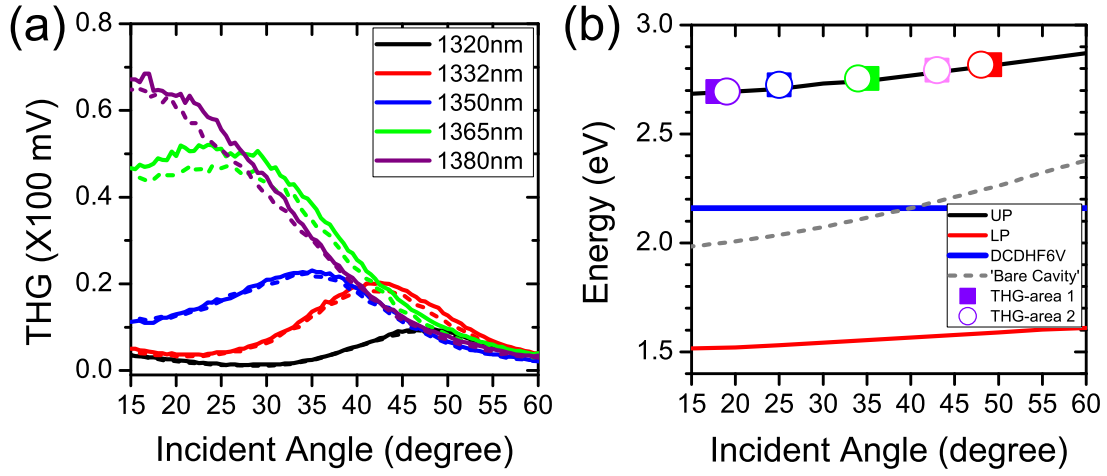 (a)
THG (X100 mV)
0.8
0.6
0.4
0.2
0.0
1320nm
1332nm
1350nm
1365nm
1380nm
15 20 25 30 35 40 45 50 55 60
Incident Angle (degree)
(b)
Energy (eV)
3.0
2.5
2.0
1.5
UP
LP
DCDHF6V
'Bare Cavity'
THG-area 1
THG-area 2
15 20 25 30 35 40 45 50 55 60
Incident Angle (degree)